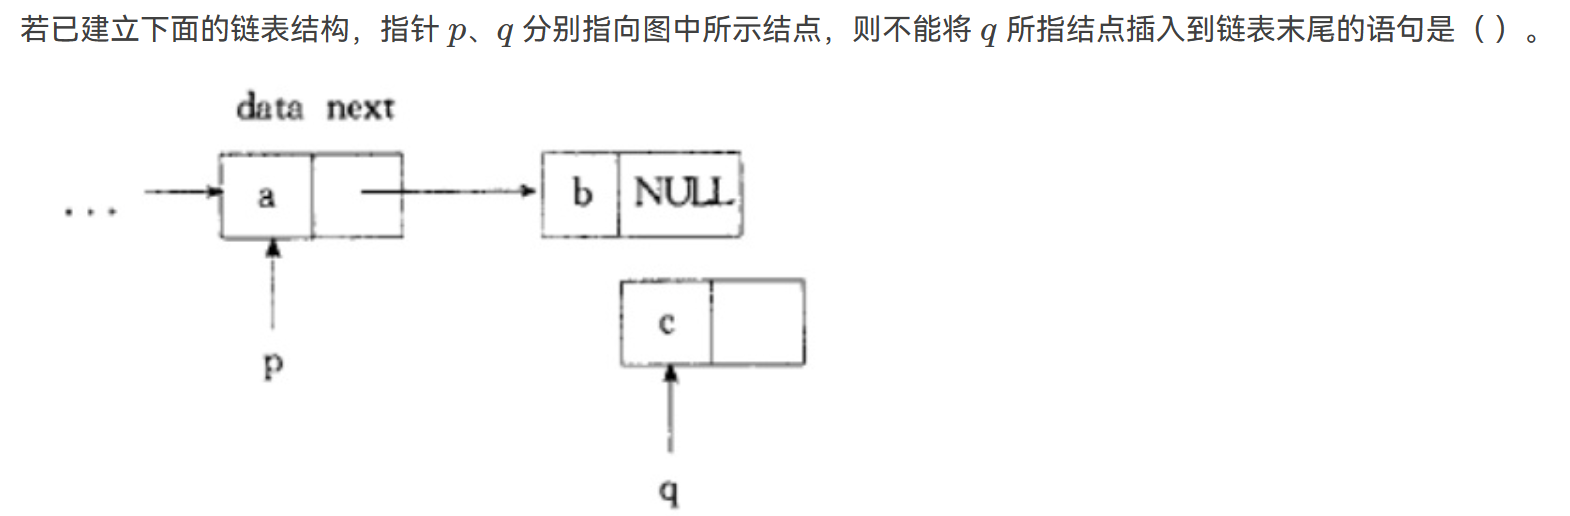 若已建立下面的链表结构，指针 p、q 分别指向图中所示结点，则不能将 q 所指结点插入到链表末尾的语句是（ ）。
data next
... a b NULL
c
p
q